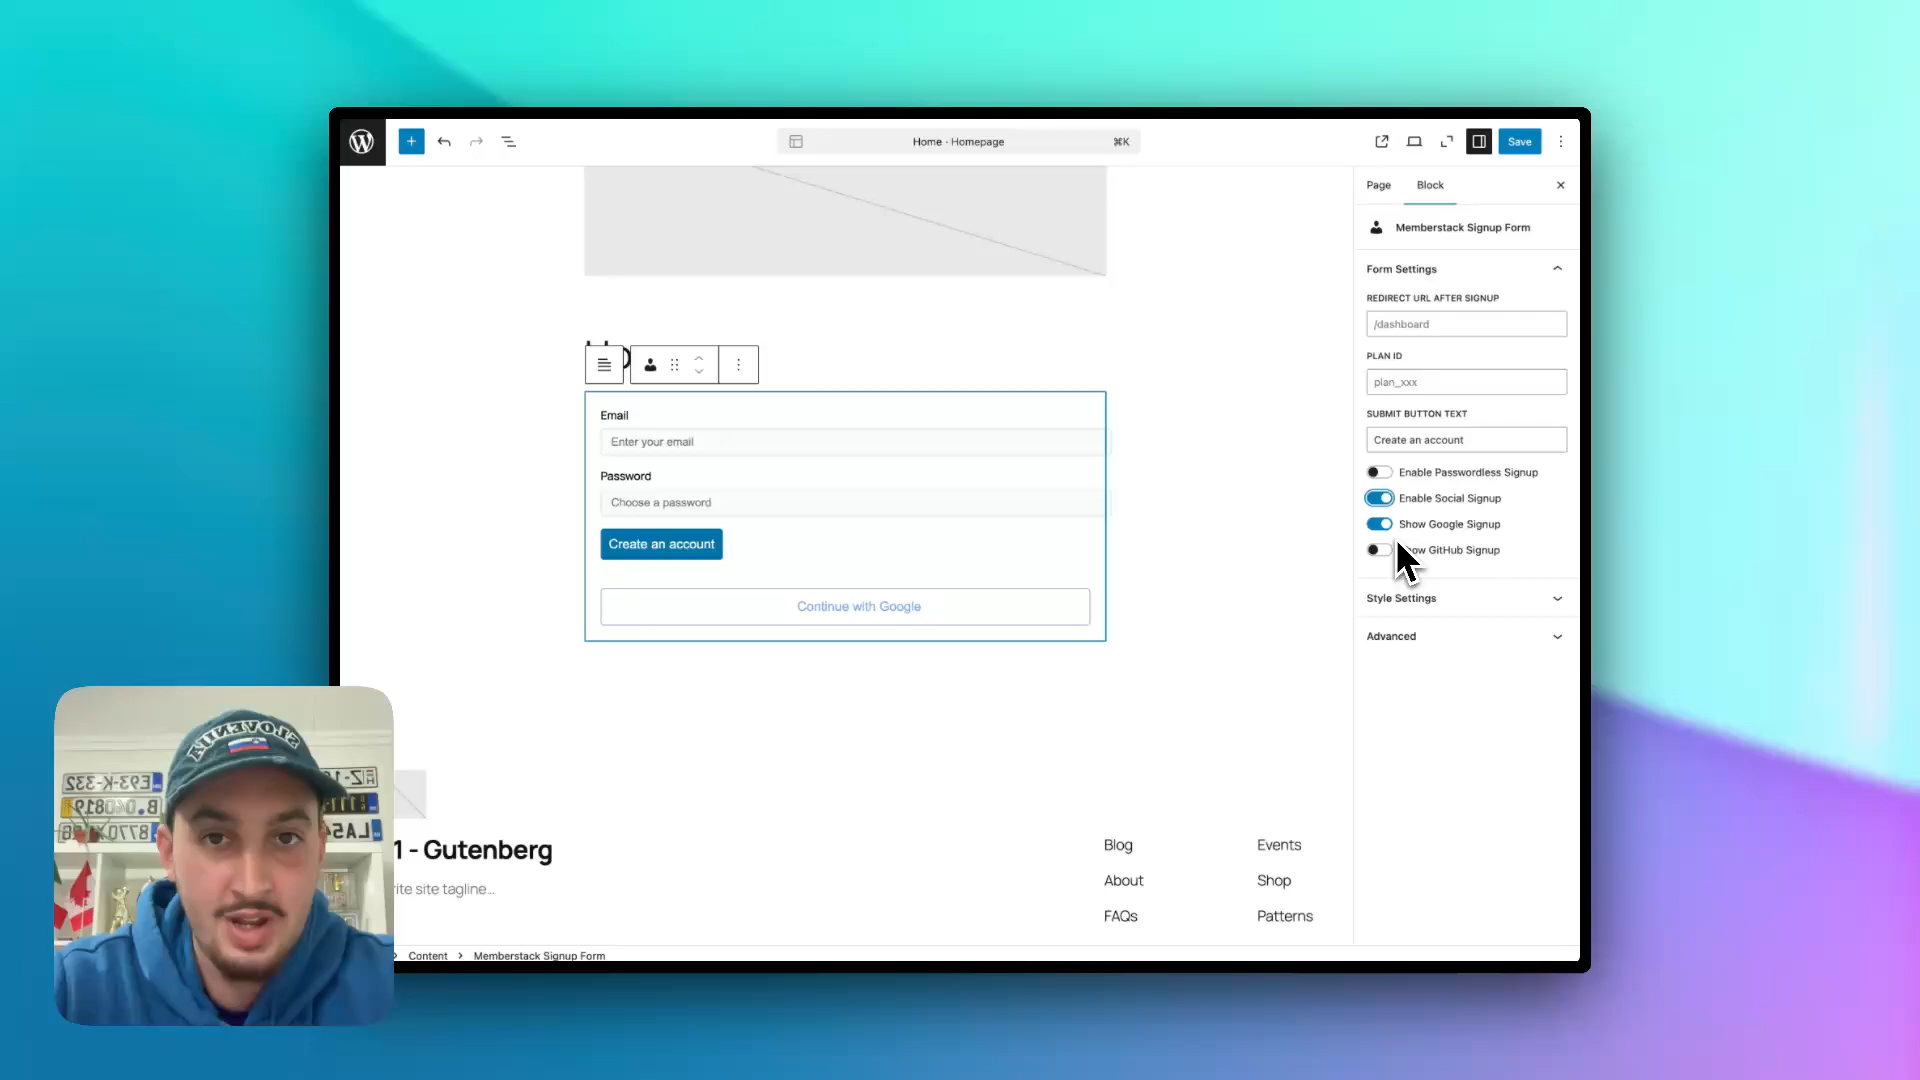 Home · Homepage
⌘K
Save
Page
Block
Memberstack Signup Form
Form Settings
REDIRECT URL AFTER SIGNUP
/dashboard
PLAN ID
plan_xxx
SUBMIT BUTTON TEXT
Create an account
Enable Passwordless Signup
Enable Social Signup
Show Google Signup
GitHub Signup
Style Settings
Advanced
Email
Enter your email
Password
Choose a password
Create an account
Continue with Google
1 - Gutenberg
site tagline...
Blog
About
FAQs
Events
Shop
Patterns
Content > Memberstack Signup Form
SLOVENIJA
E93-K-332